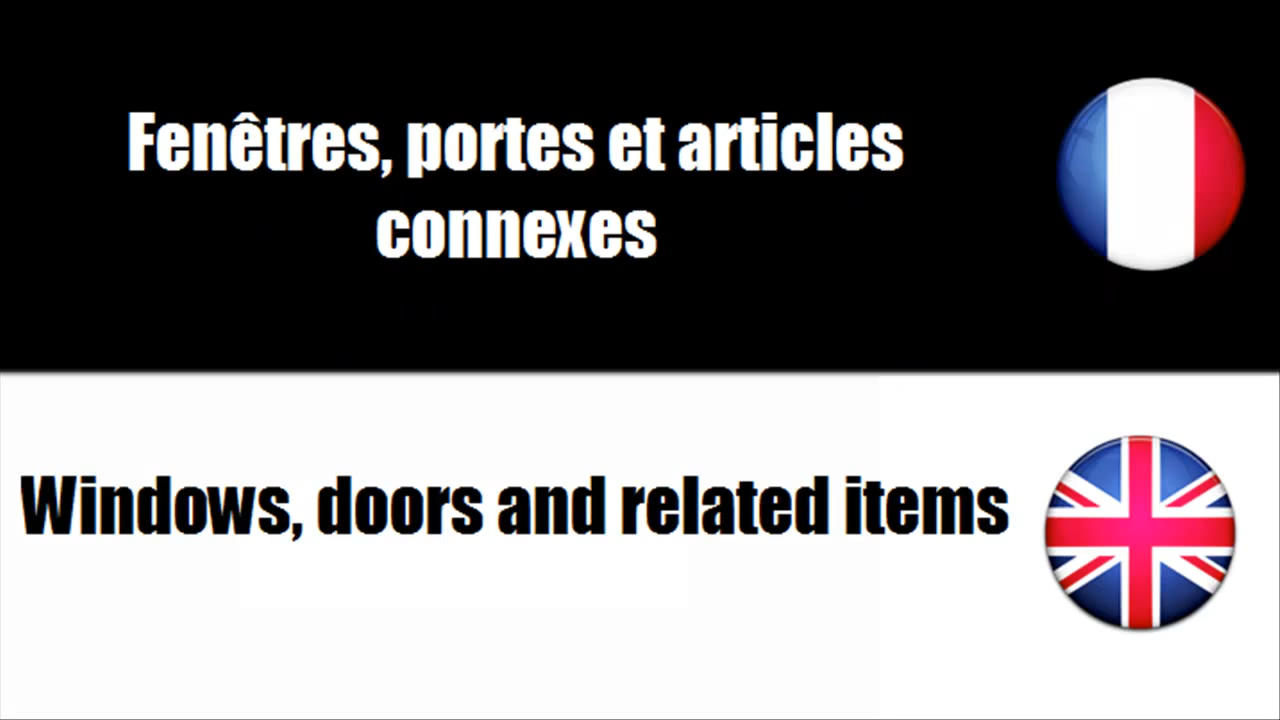 Fenêtres, portes et articles
connexes
Windows, doors and related items